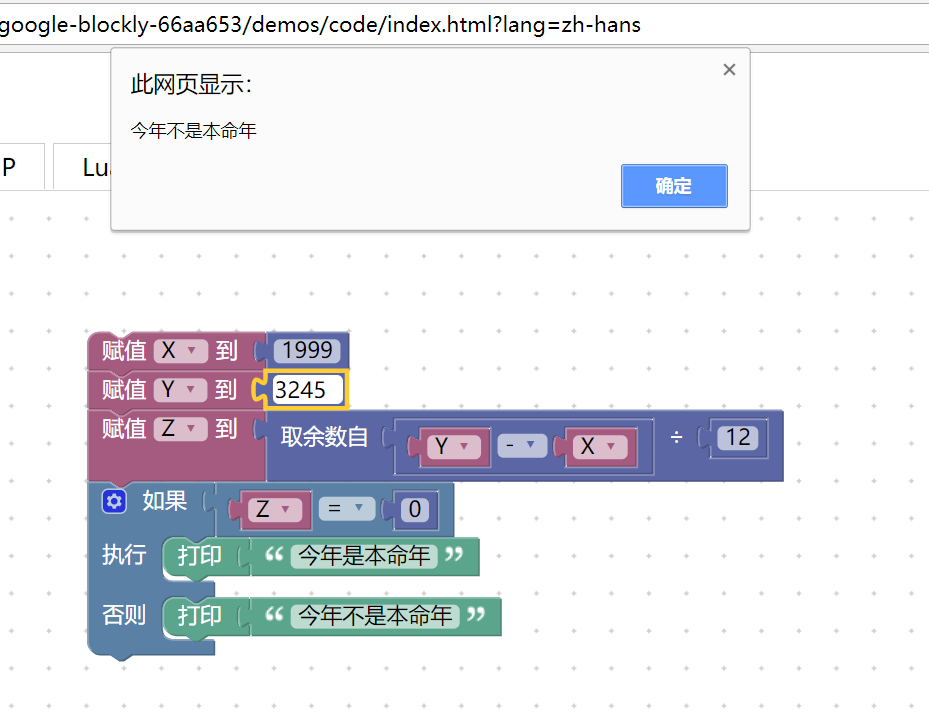 google-blockly-66aa653/demos/code/index.html?lang=zh-hans
此网页显示：
今年不是本命年
确定
P
Lua
赋值 X 到 1999
赋值 Y 到 3245
赋值 Z 到 取余数自 Y - X ÷ 12
如果 Z = 0
执行 打印 “ 今年是本命年 ”
否则 打印 “ 今年不是本命年 ”